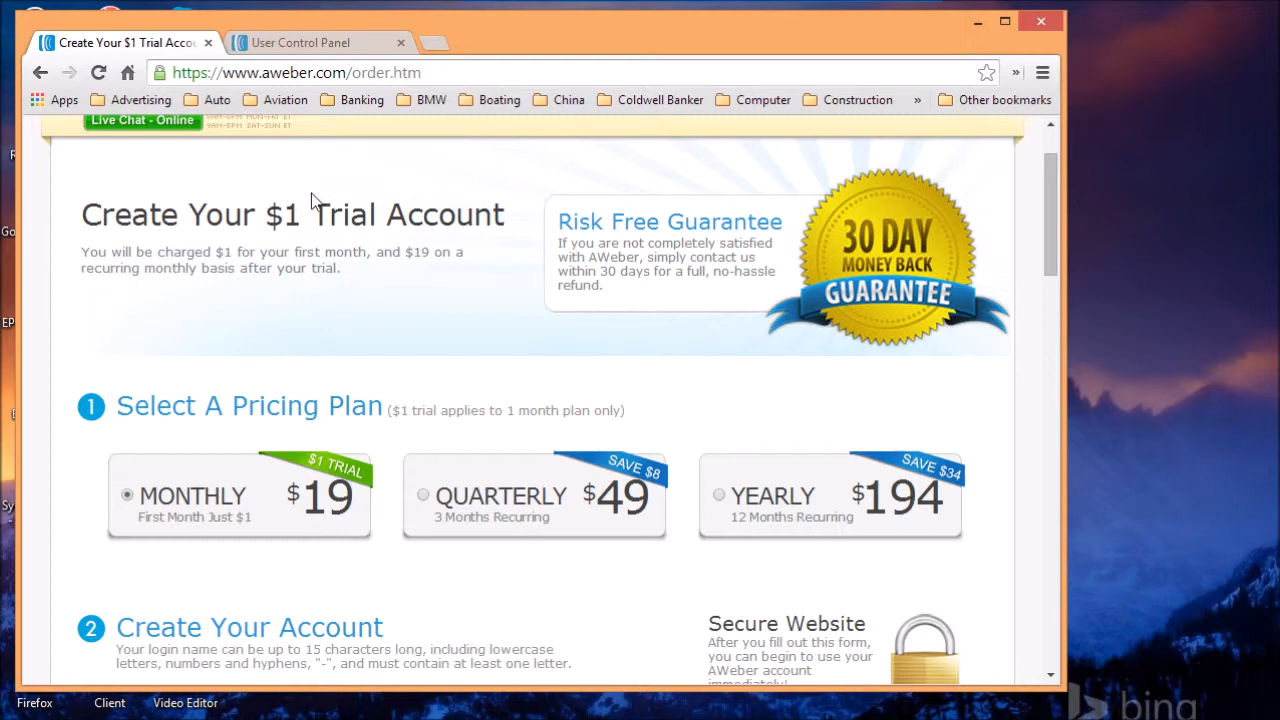 Create Your $1 Trial Accou
User Control Panel
https://www.aweber.com/order.htm
Apps Advertising Auto Aviation Banking BMW Boating China Coldwell Banker Computer Construction » Other bookmarks
Live Chat - Online
9AM-5PM SAT-SUN ET
Create Your $1 Trial Account
You will be charged $1 for your first month, and $19 on a
recurring monthly basis after your trial.
Risk Free Guarantee
If you are not completely satisfied
with AWeber, simply contact us
within 30 days for a full, no-hassle
refund.
30 DAY
MONEY BACK
GUARANTEE
1 Select A Pricing Plan ($1 trial applies to 1 month plan only)
$1 TRIAL
MONTHLY $19
First Month Just $1
SAVE $8
QUARTERLY $49
3 Months Recurring
SAVE $34
YEARLY $194
12 Months Recurring
2 Create Your Account
Your login name can be up to 15 characters long, including lowercase
letters, numbers and hyphens, "-", and must contain at least one letter.
Secure Website
After you fill out this form,
you can begin to use your
AWeber account
immediately!
Firefox
Client
Video Editor
bing